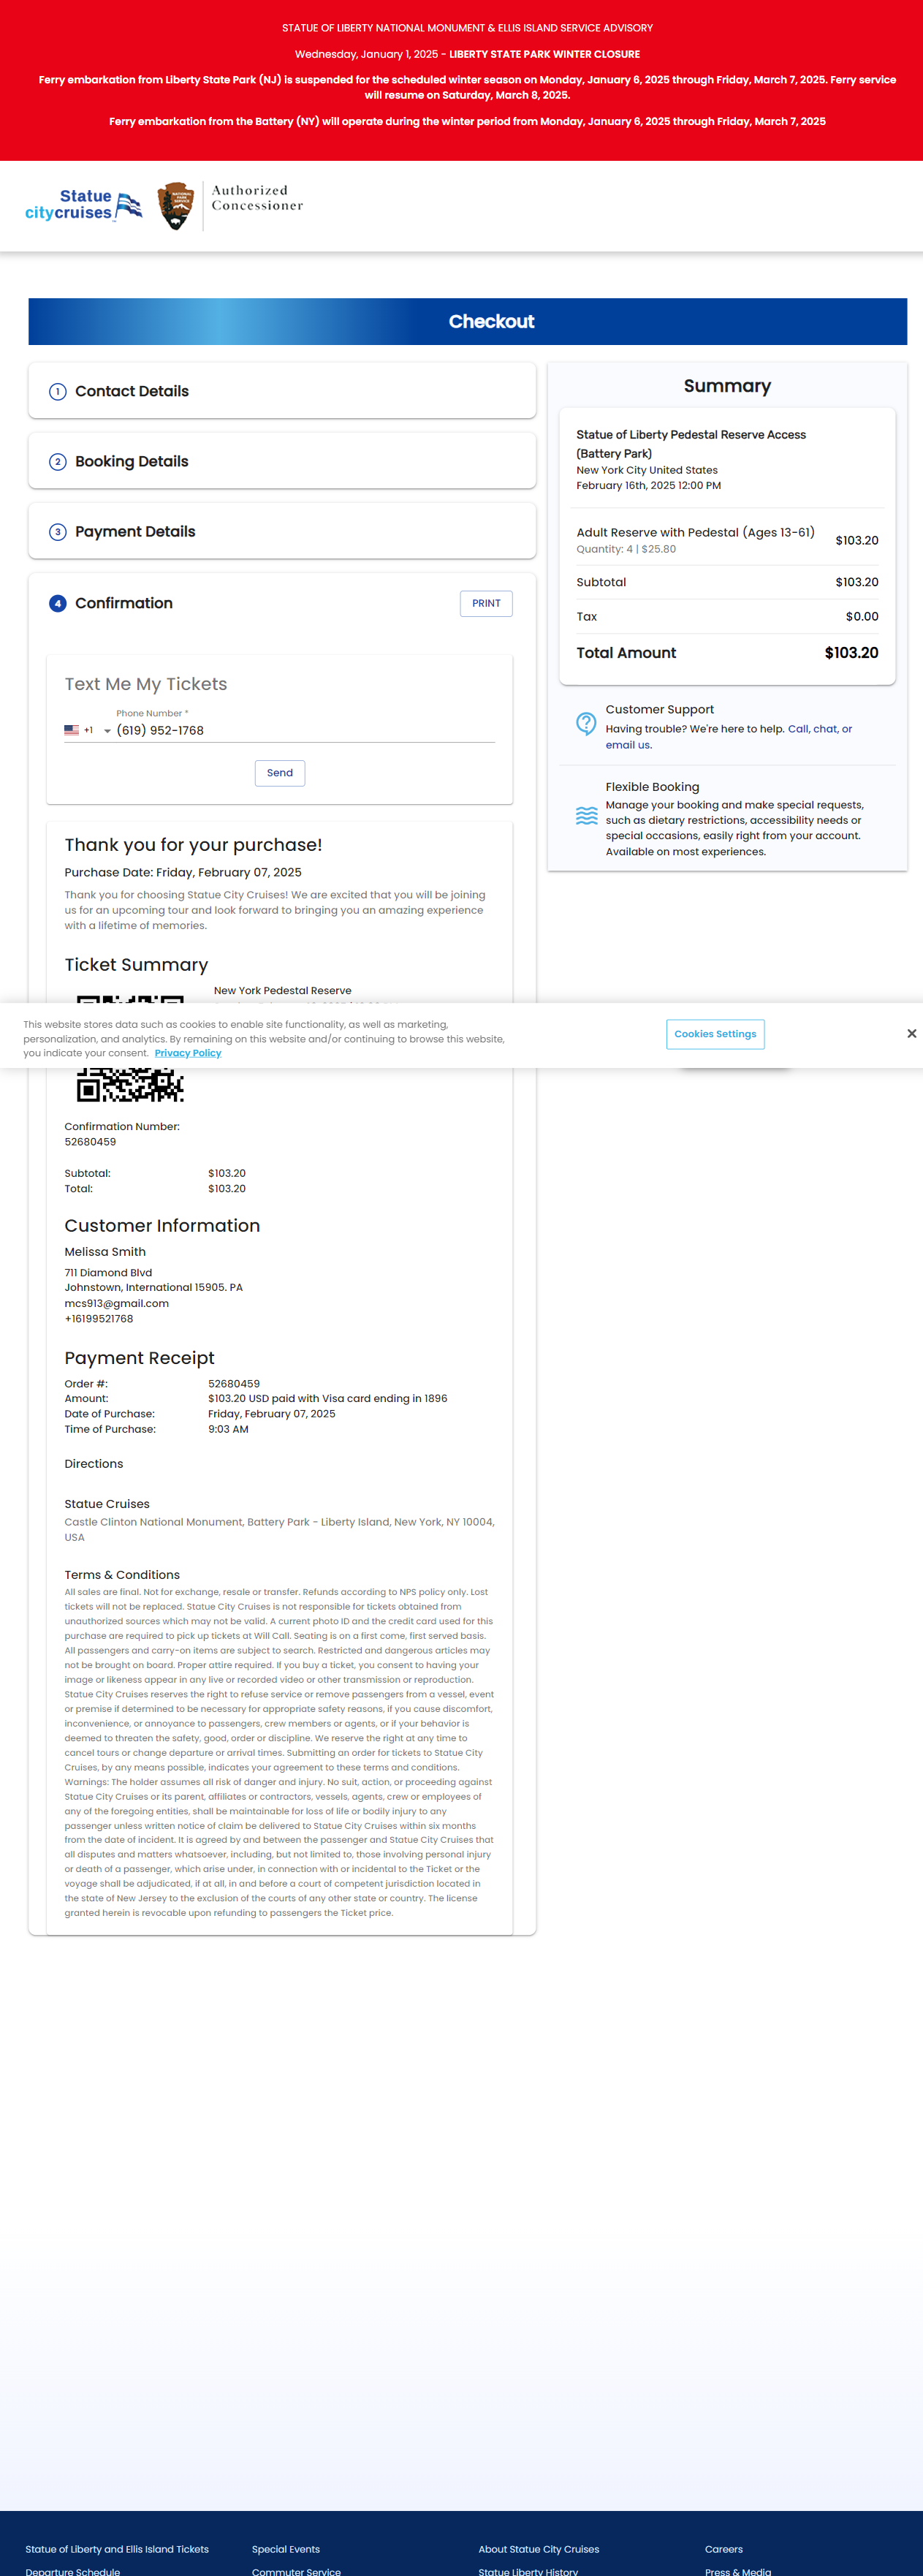 STATUE OF LIBERTY NATIONAL MONUMENT & ELLIS ISLAND SERVICE ADVISORY
Wednesday, January 1, 2025 - LIBERTY STATE PARK WINTER CLOSURE
Ferry embarkation from Liberty State Park (NJ) is suspended for the scheduled winter season on Monday, January 6, 2025 through Friday, March 7, 2025. Ferry service
will resume on Saturday, March 8, 2025.
Ferry embarkation from the Battery (NY) will operate during the winter period from Monday, January 6, 2025 through Friday, March 7, 2025
Statue
citycruises
NATIONAL
PARK
SERVICE
Authorized
Concessioner
Checkout
1 Contact Details
2 Booking Details
3 Payment Details
4 Confirmation
PRINT
Text Me My Tickets
Phone Number *
+1 (619) 952-1768
Send
Thank you for your purchase!
Purchase Date: Friday, February 07, 2025
Thank you for choosing Statue City Cruises! We are excited that you will be joining
us for an upcoming tour and look forward to bringing you an amazing experience
with a lifetime of memories.
Ticket Summary
New York Pedestal Reserve
Summary
Statue of Liberty Pedestal Reserve Access
(Battery Park)
New York City United States
February 16th, 2025 12:00 PM
Adult Reserve with Pedestal (Ages 13-61) $103.20
Quantity: 4 | $25.80
Subtotal $103.20
Tax $0.00
Total Amount $103.20
Customer Support
Having trouble? We're here to help. Call, chat, or
email us.
Flexible Booking
Manage your booking and make special requests,
such as dietary restrictions, accessibility needs or
special occasions, easily right from your account.
Available on most experiences.
This website stores data such as cookies to enable site functionality, as well as marketing,
personalization, and analytics. By remaining on this website and/or continuing to browse this website,
you indicate your consent. Privacy Policy
Cookies Settings
Confirmation Number:
52680459
Subtotal: $103.20
Total: $103.20
Customer Information
Melissa Smith
711 Diamond Blvd
Johnstown, International 15905. PA
mcs913@gmail.com
+16199521768
Payment Receipt
Order #: 52680459
Amount: $103.20 USD paid with Visa card ending in 1896
Date of Purchase: Friday, February 07, 2025
Time of Purchase: 9:03 AM
Directions
Statue Cruises
Castle Clinton National Monument, Battery Park - Liberty Island, New York, NY 10004,
USA
Terms & Conditions
All sales are final. Not for exchange, resale or transfer. Refunds according to NPS policy only. Lost
tickets will not be replaced. Statue City Cruises is not responsible for tickets obtained from
unauthorized sources which may not be valid. A current photo ID and the credit card used for this
purchase are required to pick up tickets at Will Call. Seating is on a first come, first served basis.
All passengers and carry-on items are subject to search. Restricted and dangerous articles may
not be brought on board. Proper attire required. If you buy a ticket, you consent to having your
image or likeness appear in any live or recorded video or other transmission or reproduction.
Statue City Cruises reserves the right to refuse service or remove passengers from a vessel, event
or premise if determined to be necessary for appropriate safety reasons, if you cause discomfort,
inconvenience, or annoyance to passengers, crew members or agents, or if your behavior is
deemed to threaten the safety, good, order or discipline. We reserve the right at any time to
cancel tours or change departure or arrival times. Submitting an order for tickets to Statue City
Cruises, by any means possible, indicates your agreement to these terms and conditions.
Warnings: The holder assumes all risk of danger and injury. No suit, action, or proceeding against
Statue City Cruises or its parent, affiliates or contractors, vessels, agents, crew or employees of
any of the foregoing entities, shall be maintainable for loss of life or bodily injury to any
passenger unless written notice of claim be delivered to Statue City Cruises within six months
from the date of incident. It is agreed by and between the passenger and Statue City Cruises that
all disputes and matters whatsoever, including, but not limited to, those involving personal injury
or death of a passenger, which arise under, in connection with or incidental to the Ticket or the
voyage shall be adjudicated, if at all, in and before a court of competent jurisdiction located in
the state of New Jersey to the exclusion of the courts of any other state or country. The license
granted herein is revocable upon refunding to passengers the Ticket price.
Statue of Liberty and Ellis Island Tickets Special Events About Statue City Cruises Careers
Departure Schedule Commuter Service Statue Liberty History Press & Media